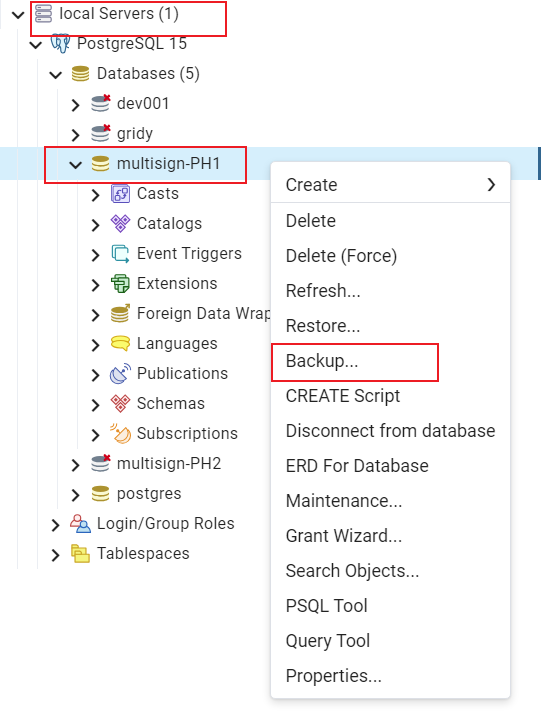 local Servers (1)
PostgreSQL 15
Databases (5)
dev001
gridy
multisign-PH1
Casts
Catalogs
Event Triggers
Extensions
Foreign Data Wrap
Languages
Publications
Schemas
Subscriptions
multisign-PH2
postgres
Login/Group Roles
Tablespaces
Create
Delete
Delete (Force)
Refresh...
Restore...
Backup...
CREATE Script
Disconnect from database
ERD For Database
Maintenance...
Grant Wizard...
Search Objects...
PSQL Tool
Query Tool
Properties...